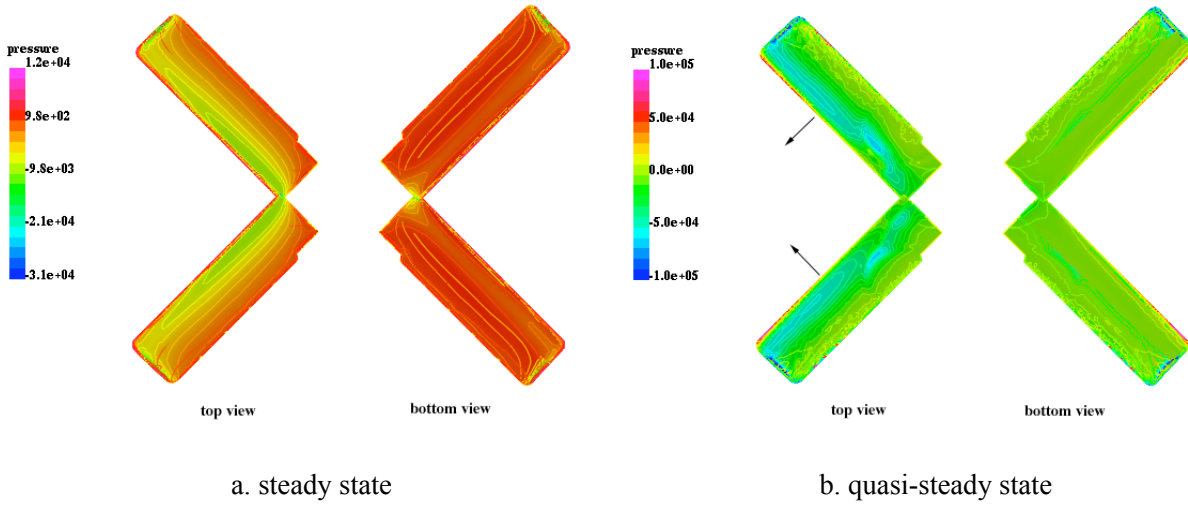 pressure
1.2e+04
9.8e+02
-9.8e+03
-2.1e+04
-3.1e+04
top view
bottom view
a. steady state
pressure
1.0e+05
5.0e+04
0.0e+00
-5.0e+04
-1.0e+05
top view
bottom view
b. quasi-steady state